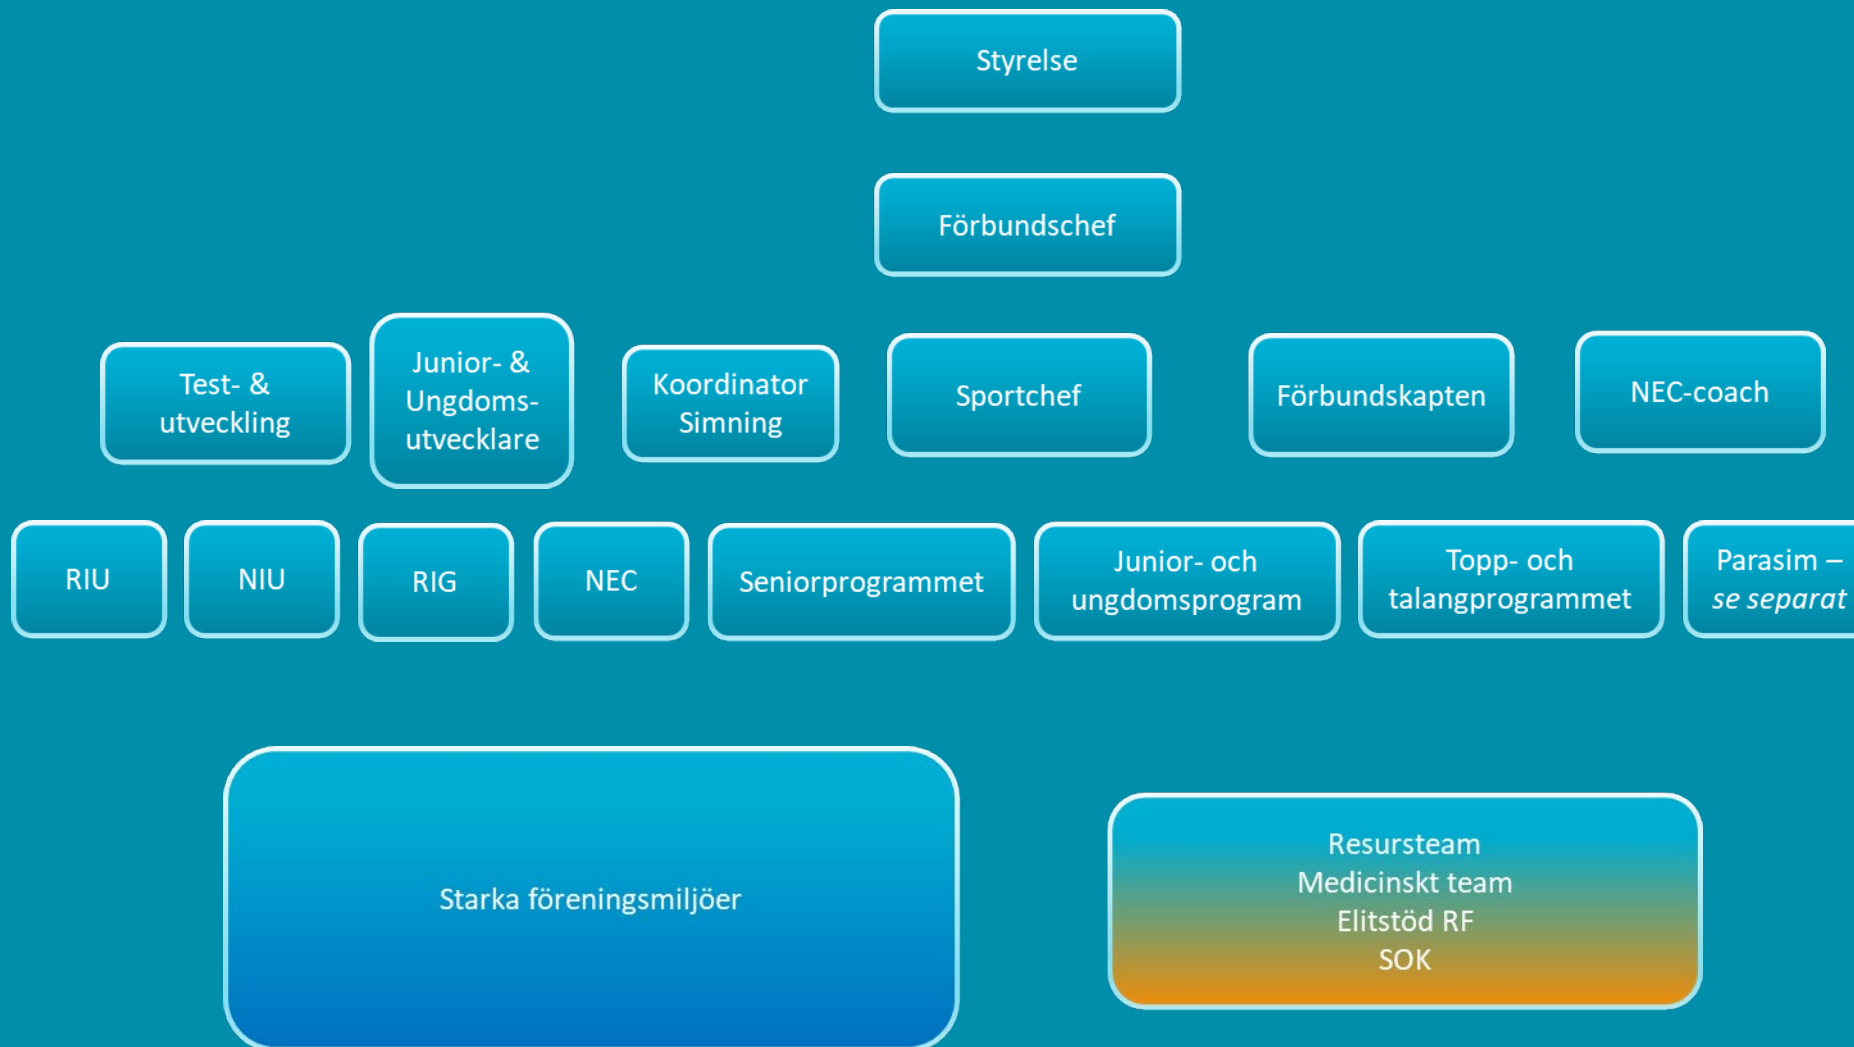 Styrelse
Förbundschef
Test- &
utveckling
Junior- &
Ungdoms-
utvecklare
Koordinator
Simning
Sportchef
Förbundskapten
NEC-coach
RIU
NIU
RIG
NEC
Seniorprogrammet
Junior- och
ungdomsprogram
Topp- och
talangprogrammet
Parasim –
se separat
Starka föreningsmiljöer
Resursteam
Medicinskt team
Elitstöd RF
SOK